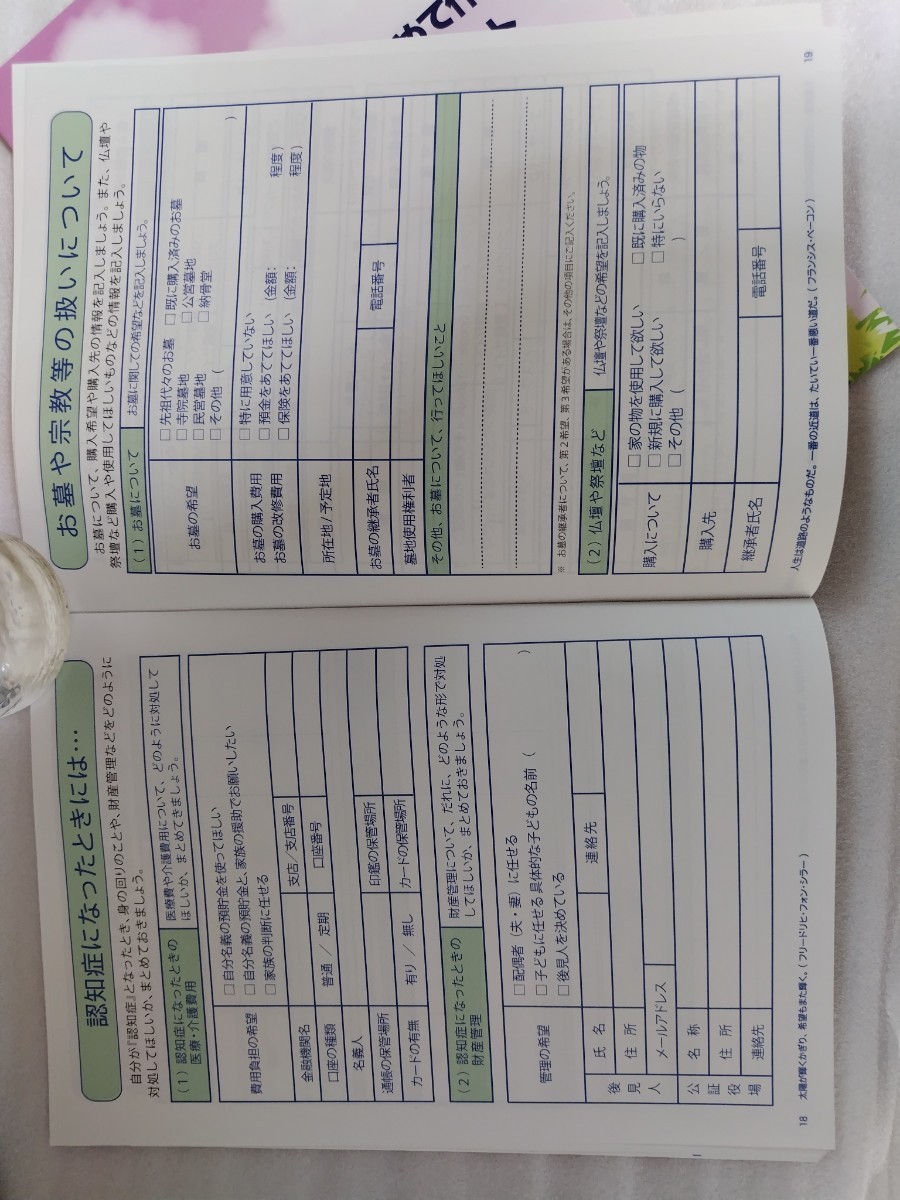 認知症になったときには…
自分が『認知症』となったとき、身の回りのことや、財産管理などをどのように
対処してほしいか、まとめておきましょう。
(1) 認知症になったときの
医療・介護費用
医療費や介護費用について、どのように対処して
ほしいか、まとめてきましょう。
費用負担の希望
□ 自分名義の預貯金を使ってほしい
□ 自分名義の預貯金と、家族の援助でお願いしたい
□ 家族の判断に任せる
金融機関名
支店/支店番号
口座の種類
普通 / 定期
口座番号
名義人
通帳の保管場所
印鑑の保管場所
カードの有無
有り / 無し
カードの保管場所
(2) 認知症になったときの
財産管理
財産管理について、だれに、どのような形で対処
してほしいか、まとめておきましょう。
管理の希望
□ 配偶者 (夫・妻) に任せる
□ 子どもに任せる 具体的な子どもの名前 ( )
□ 後見人を決めている
後見人
氏 名
連絡先
住 所
メールアドレス
公証役場
名 称
住 所
連絡先
18 太陽が輝くかぎり、希望もまた輝く。(フリードリヒ・フォン・シラー)
お墓や宗教等の扱いについて
お墓について、購入希望や購入先の情報を記入しましょう。また、仏壇や
祭壇など購入や使用してほしいものなどの情報を記入しましょう。
(1) お墓について
お墓に関しての希望などを記入しましょう。
お墓の希望
□ 先祖代々のお墓 □ 既に購入済みのお墓
□ 寺院墓地 □ 公営墓地
□ 民営墓地 □ 納骨堂
□ その他 ( )
お墓の購入費用
お墓の改修費用
□ 特に用意していない
□ 預金をあててほしい (金額: 程度)
□ 保険をあててほしい (金額: 程度)
所在地/予定地
お墓の継承者氏名
電話番号
墓地使用権利者
その他、お墓について、行ってほしいこと
※ お墓の継承者について、第2希望、第3希望がある場合は、その他の項目にご記入ください。
(2) 仏壇や祭壇など
仏壇や祭壇などの希望を記入しましょう。
購入について
□ 家の物を使用して欲しい □ 既に購入済みの物
□ 新規に購入して欲しい □ 特にいらない
□ その他 ( )
購入先
継承者氏名
電話番号
人生は道路のようなものだ。一番の近道は、たいてい一番悪い道だ。(フランシス・ベーコン)
19